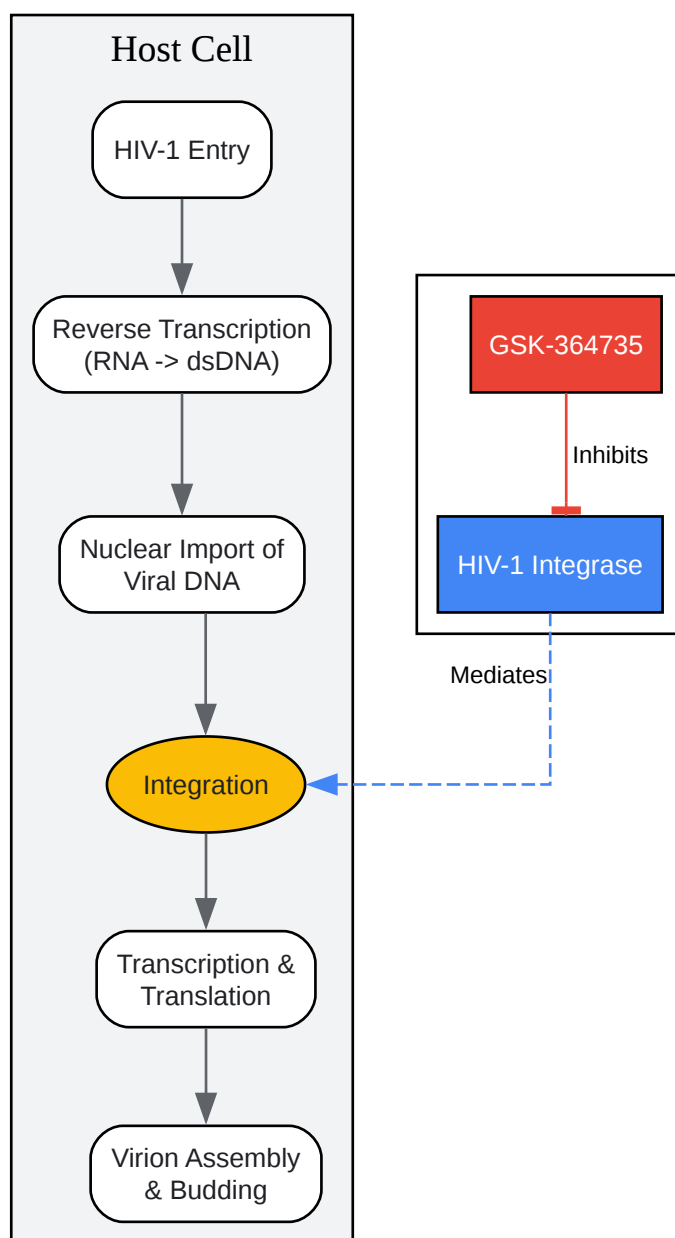 Host Cell
HIV-1 Entry
Reverse Transcription
(RNA -> dsDNA)
GSK-364735
Inhibits
Nuclear Import of
Viral DNA
HIV-1 Integrase
Mediates
Integration
Transcription &
Translation
Virion Assembly
& Budding